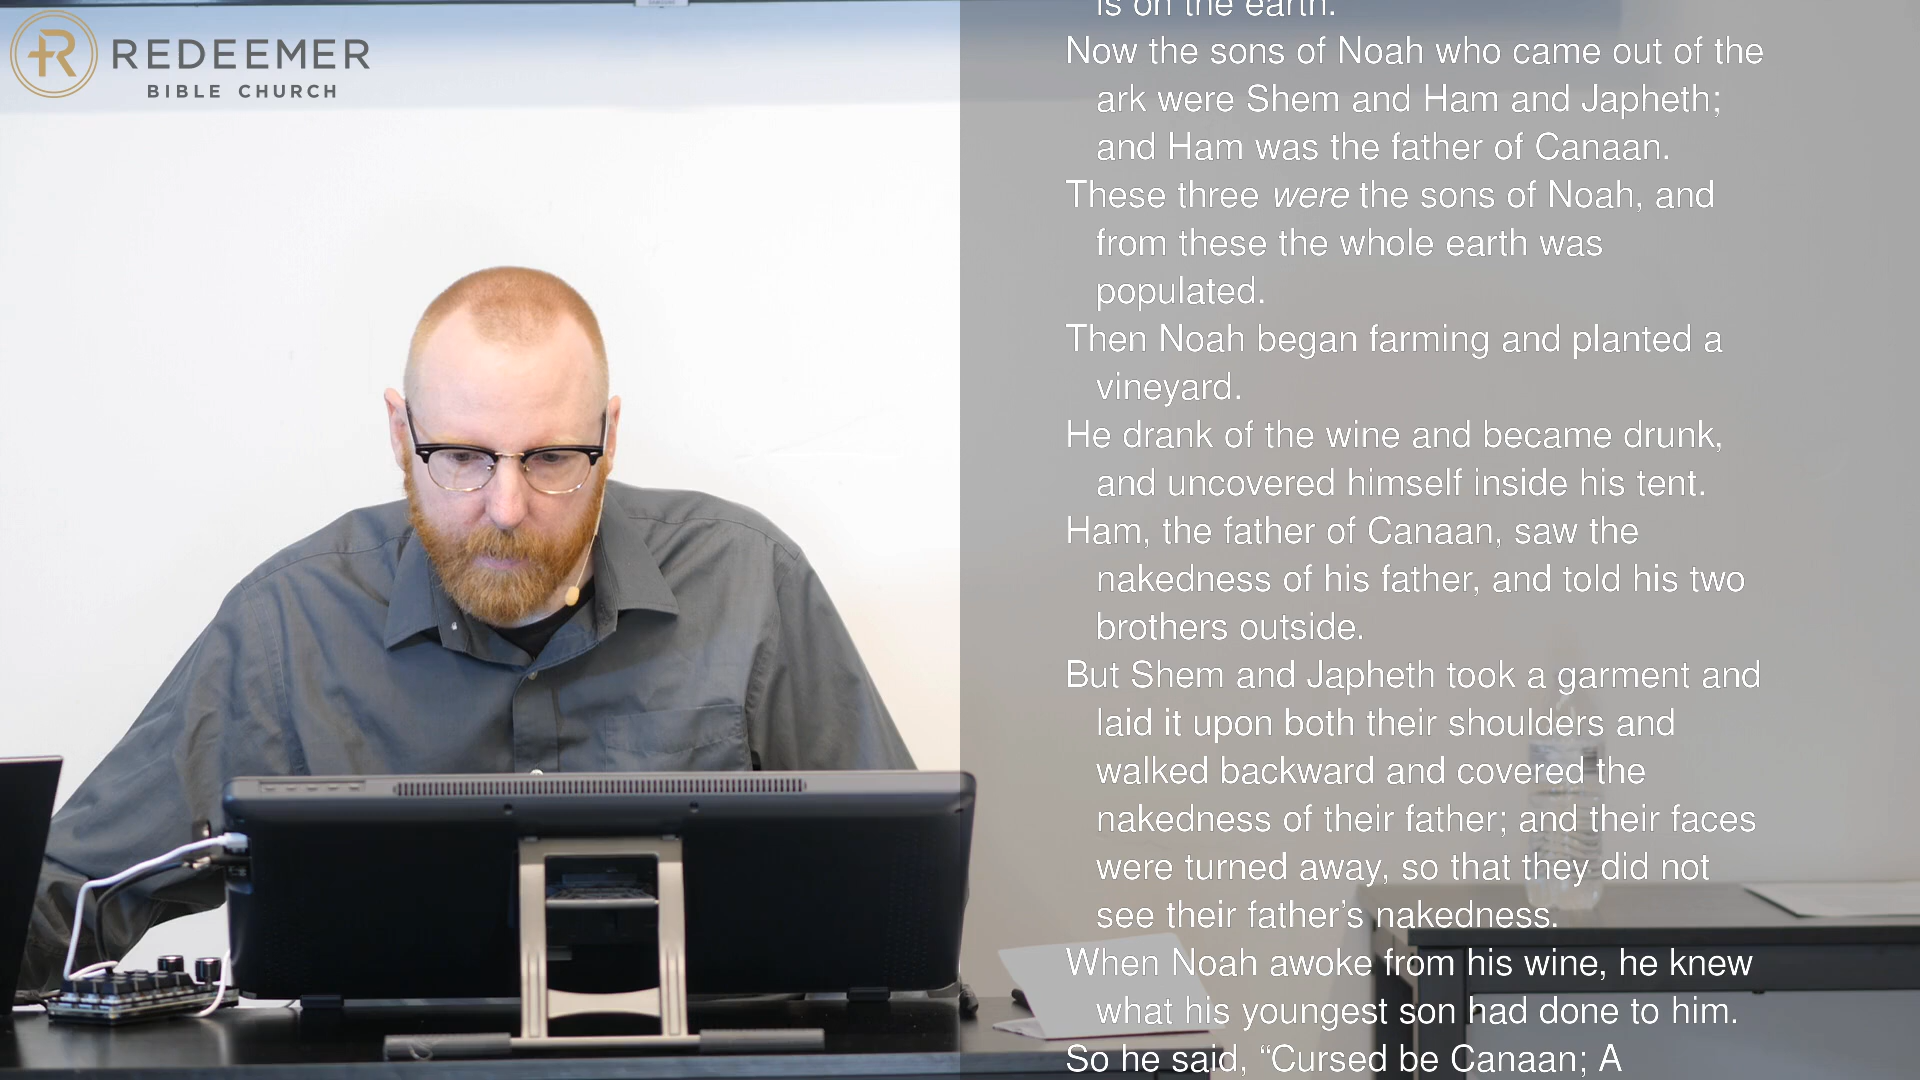 REDEEMER
BIBLE CHURCH
is on the earth.
Now the sons of Noah who came out of the
ark were Shem and Ham and Japheth;
and Ham was the father of Canaan.
These three were the sons of Noah, and
from these the whole earth was
populated.
Then Noah began farming and planted a
vineyard.
He drank of the wine and became drunk,
and uncovered himself inside his tent.
Ham, the father of Canaan, saw the
nakedness of his father, and told his two
brothers outside.
But Shem and Japheth took a garment and
laid it upon both their shoulders and
walked backward and covered the
nakedness of their father; and their faces
were turned away, so that they did not
see their father’s nakedness.
When Noah awoke from his wine, he knew
what his youngest son had done to him.
So he said, “Cursed be Canaan; A